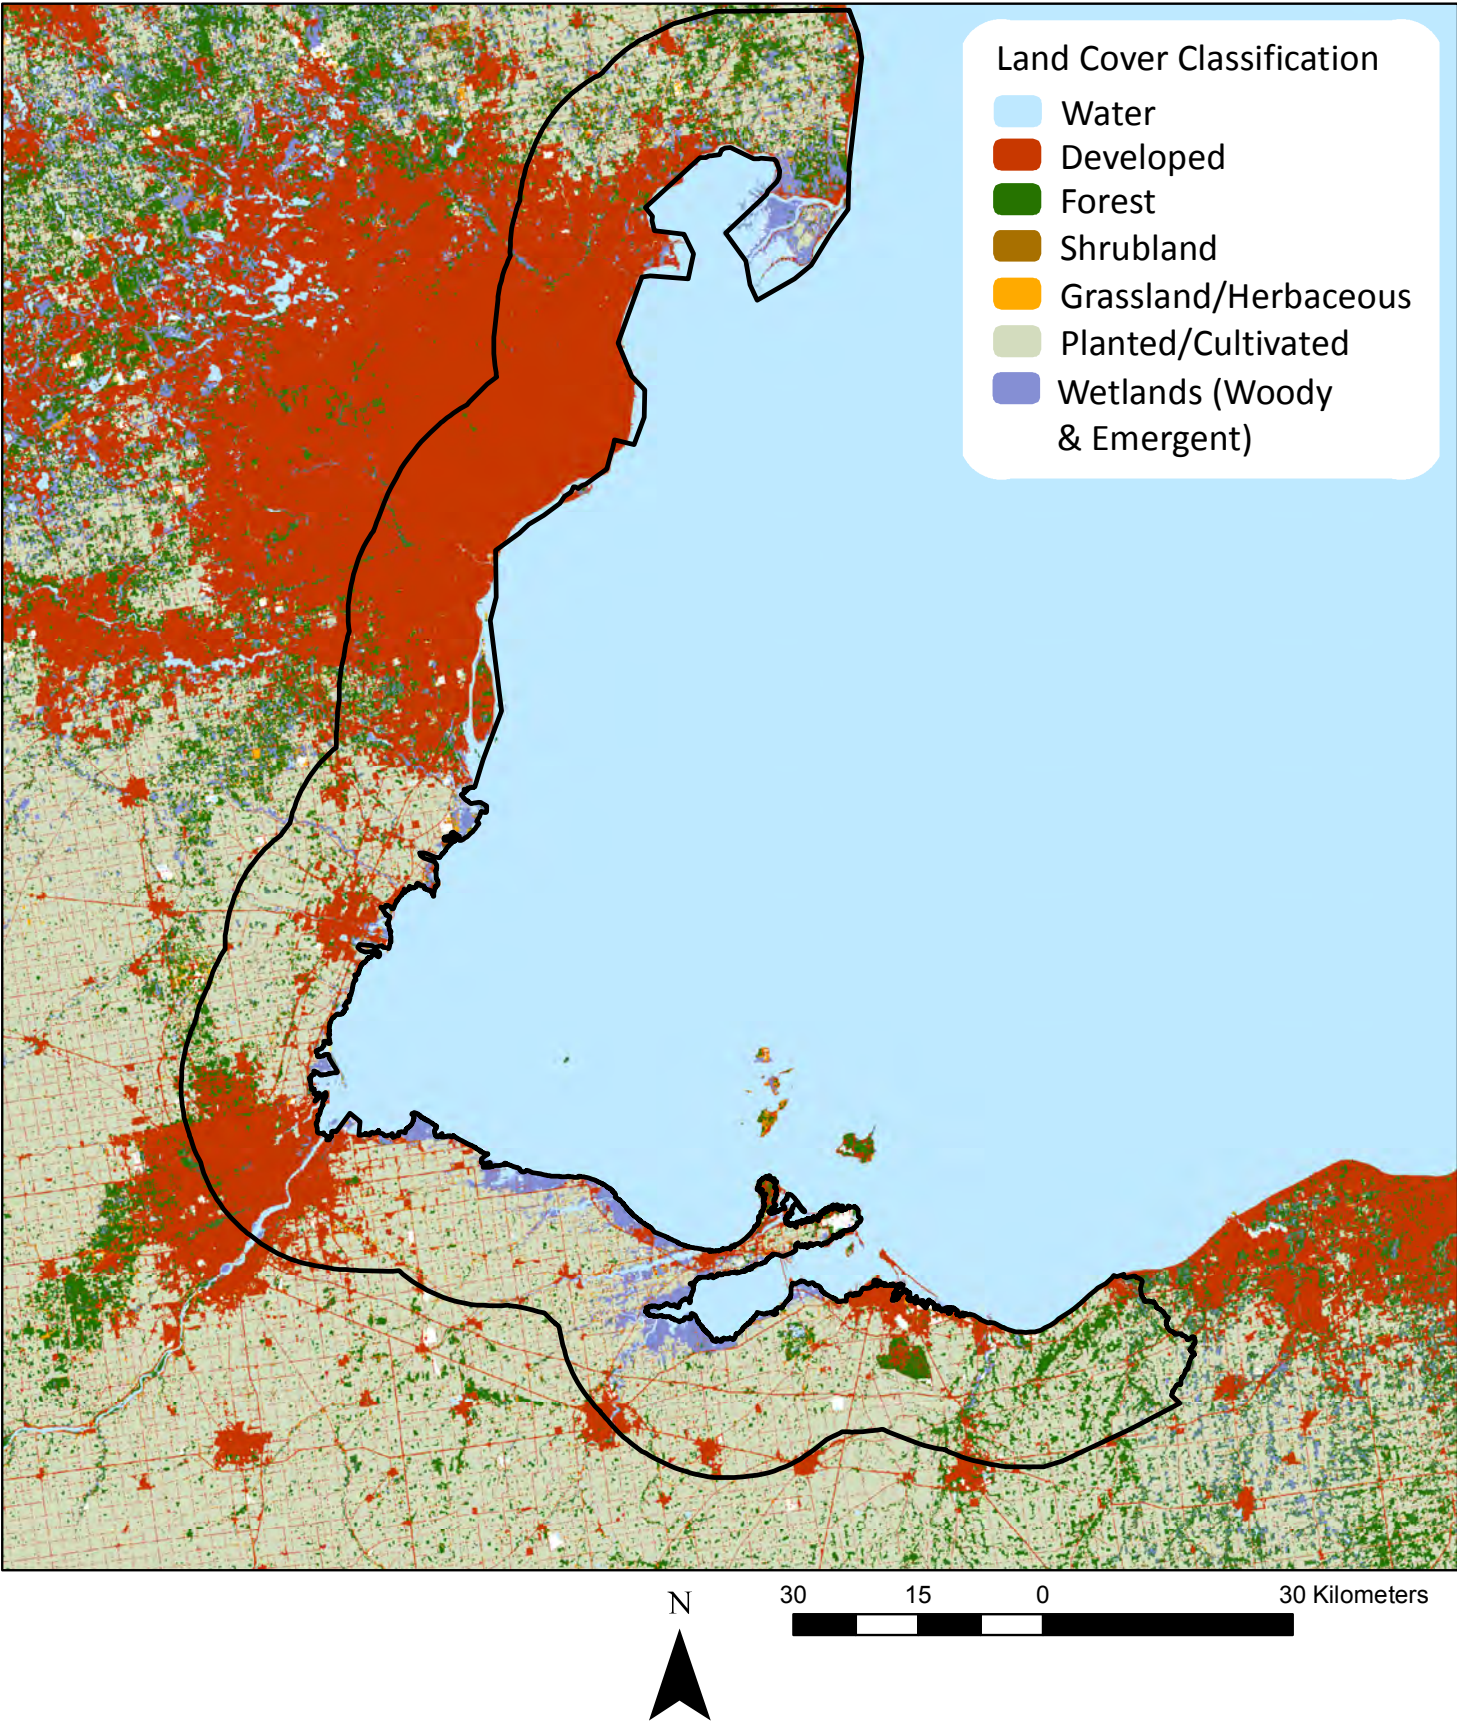 Land Cover Classification
Water
Developed
Forest
Shrubland
Grassland/Herbaceous
Planted/Cultivated
Wetlands (Woody
& Emergent)
N
30 15 0 30 Kilometers